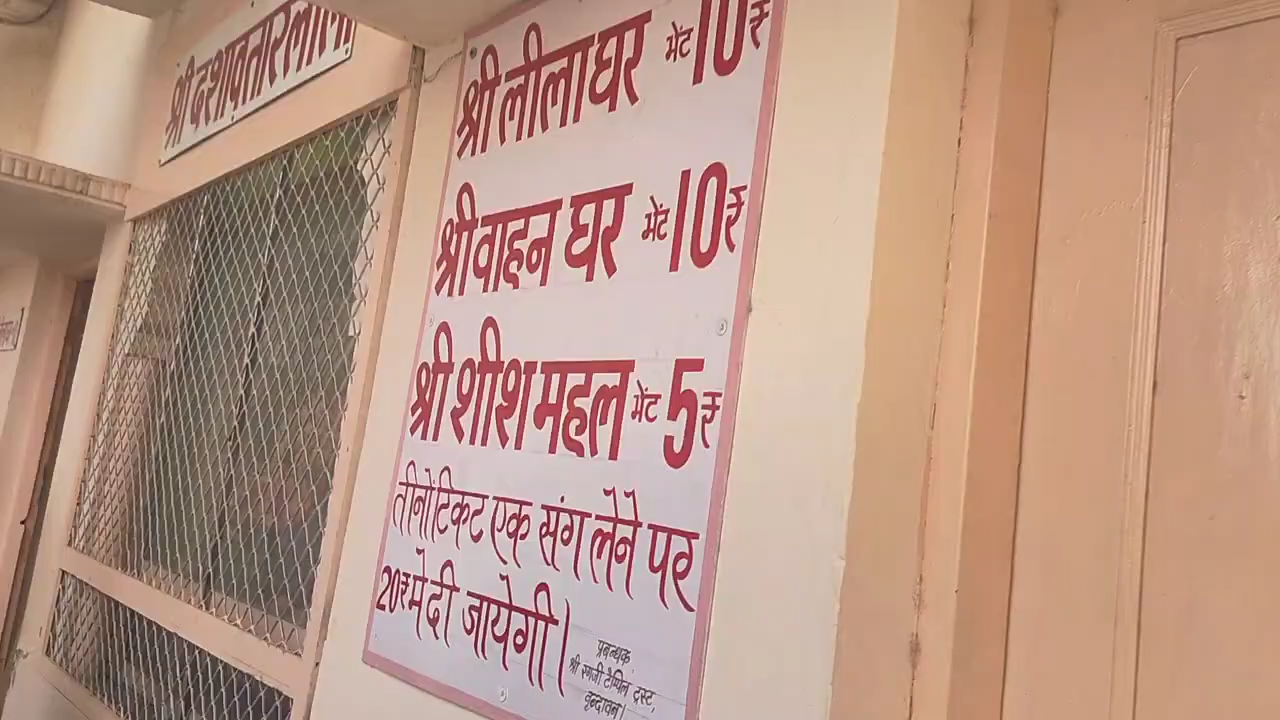 श्री दशावतार लीला
श्री लीला घर भेंट 10₹
श्री वाहन घर भेंट 10₹
श्री शीश महल भेंट 5₹
तीनों टिकट एक संग लेने पर
20₹ मे दी जायेगी।
प्रबन्धक
श्री रंगजी टैम्पिल ट्रस्ट,
वृन्दावन।